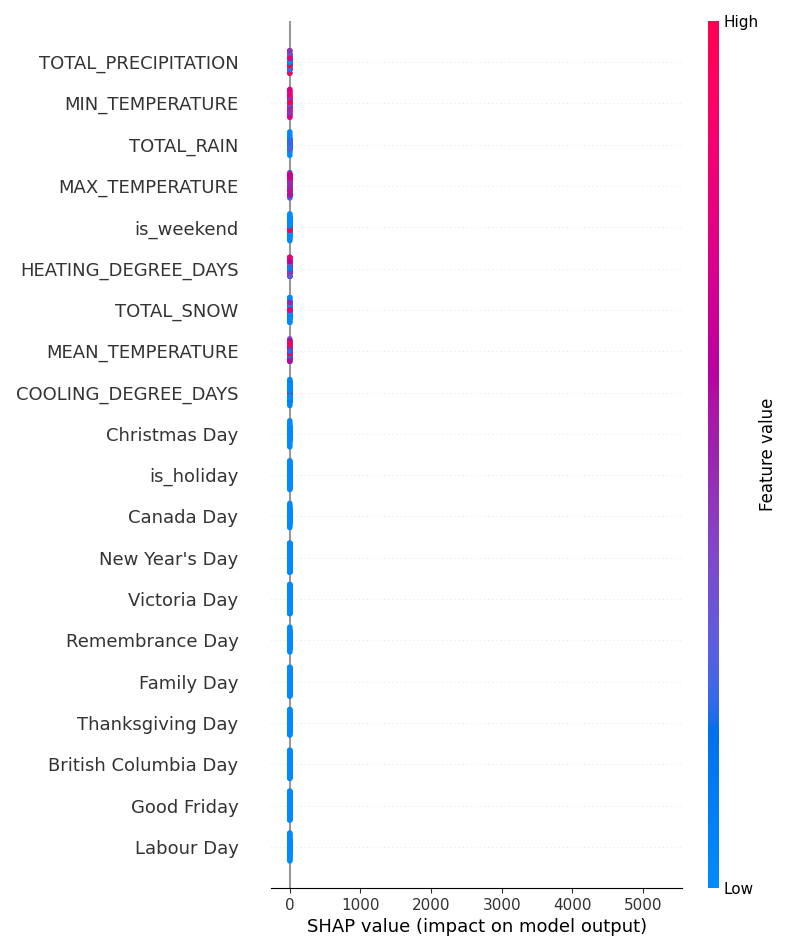 High
TOTAL_PRECIPITATION
MIN_TEMPERATURE
TOTAL_RAIN
MAX_TEMPERATURE
is_weekend
HEATING_DEGREE_DAYS
TOTAL_SNOW
MEAN_TEMPERATURE
COOLING_DEGREE_DAYS
Christmas Day
is_holiday
Canada Day
New Year's Day
Victoria Day
Remembrance Day
Family Day
Thanksgiving Day
British Columbia Day
Good Friday
Labour Day
Feature value
Low
0 1000 2000 3000 4000 5000
SHAP value (impact on model output)